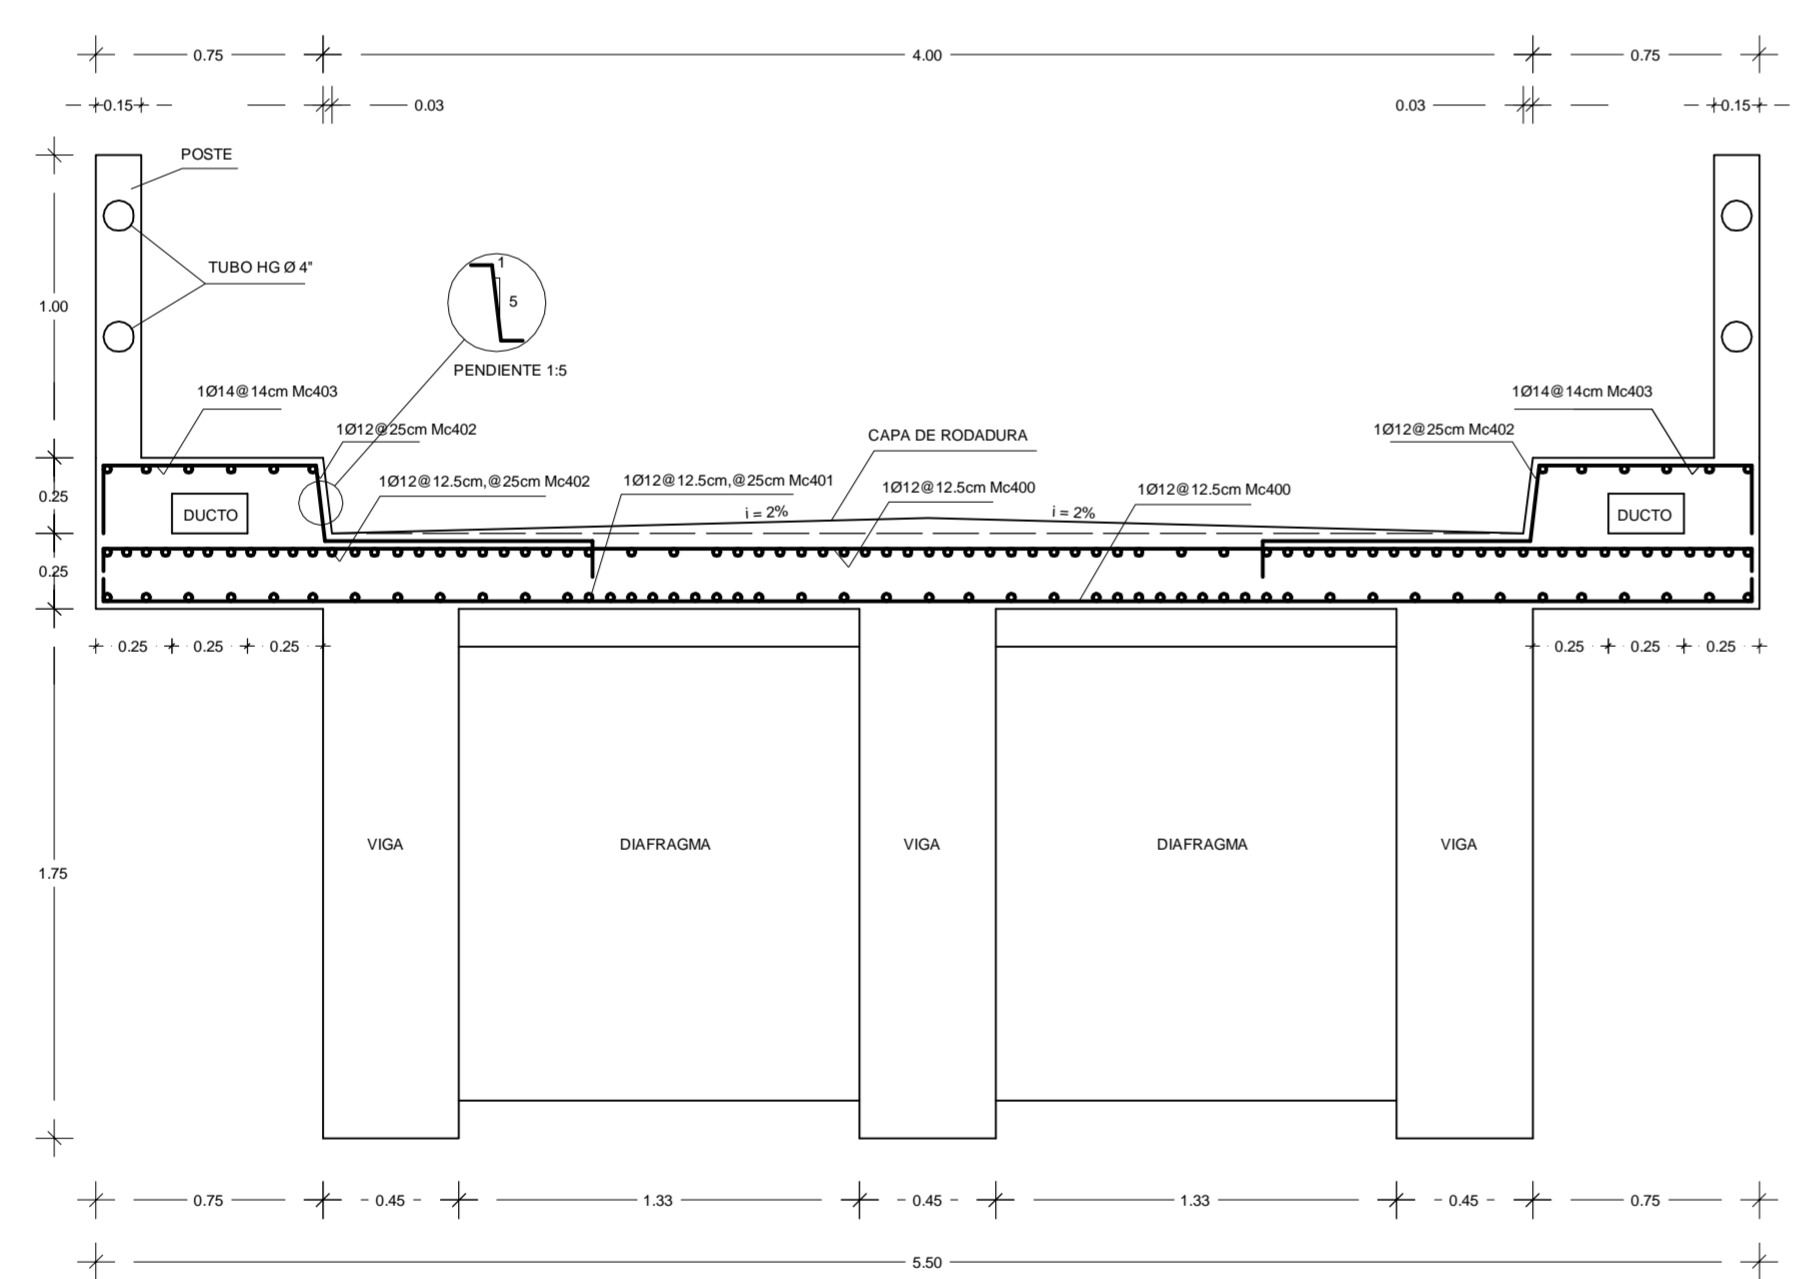 0.75
4.00
0.75
0.15
0.03
0.03
0.15
POSTE
TUBO HG Ø 4"
1
5
1.00
PENDIENTE 1:5
1Ø14@14cm Mc403
1Ø14@14cm Mc403
1Ø12@25cm Mc402
CAPA DE RODADURA
1Ø12@25cm Mc402
1Ø12@12.5cm,@25cm Mc402
1Ø12@12.5cm,@25cm Mc401
1Ø12@12.5cm Mc400
1Ø12@12.5cm Mc400
0.25
DUCTO
i = 2%
i = 2%
DUCTO
0.25
0.25
0.25
0.25
0.25
0.25
0.25
VIGA
DIAFRAGMA
VIGA
DIAFRAGMA
VIGA
1.75
0.75
0.45
1.33
0.45
1.33
0.45
0.75
5.50